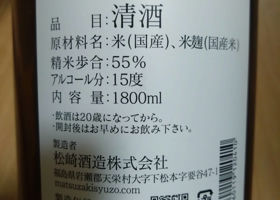 品　目：清酒
原材料名：米（国産）、米麹（国産米）
精米歩合：55％
アルコール分：15度
内 容 量：1800ml
・飲酒は20歳になってから。
・開封後はお早めにお飲み下さい。
製造者
松崎酒造株式会社
福島県岩瀬郡天栄村大字下松本字要谷47-1
matsuzakisyuzo.com